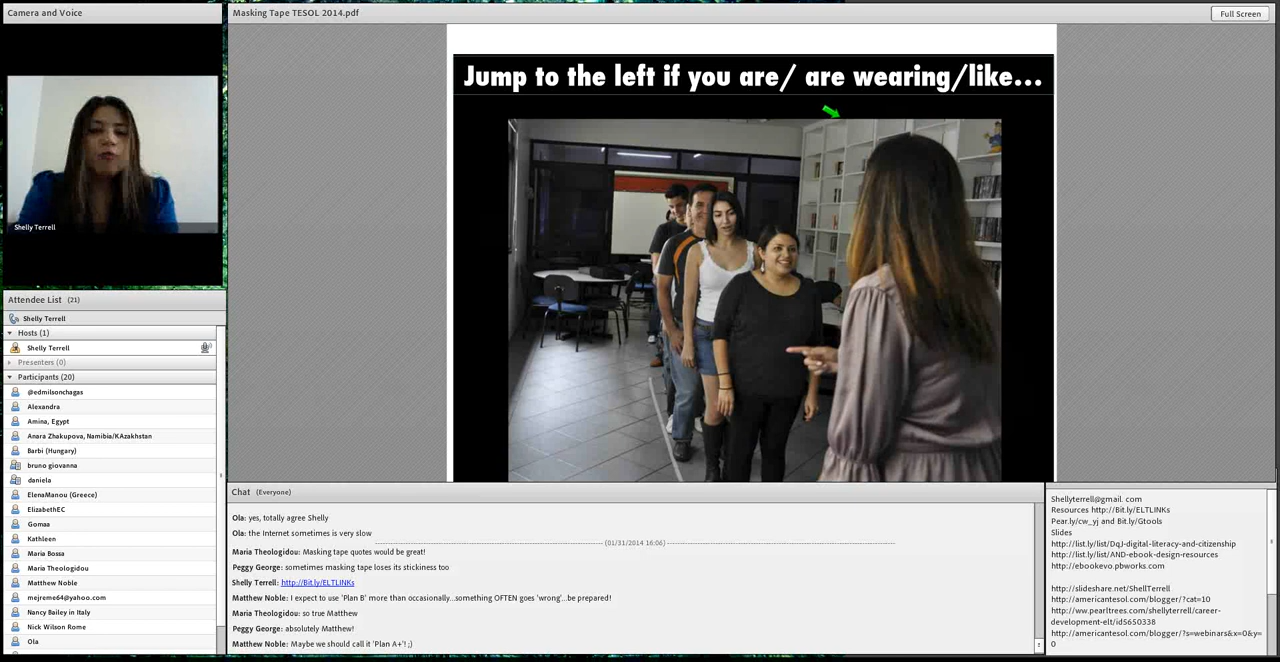 Camera and Voice
Shelly Terrell
Attendee List (21)
Shelly Terrell
Hosts (1)
Shelly Terrell
Presenters (0)
Participants (20)
@edmilsonchagas
Alexandra
Amina, Egypt
Anara Zhakupova, Namibia/KAzakhstan
Barbi (Hungary)
bruno giovanna
daniela
ElenaManou (Greece)
ElizabethEC
Gomaa
Kathleen
Maria Bossa
Maria Theologidou
Matthew Noble
mejreme64@yahoo.com
Nancy Bailey in Italy
Nick Wilson Rome
Ola
Masking Tape TESOL 2014.pdf
Full Screen
Jump to the left if you are/ are wearing/like...
Chat (Everyone)
Ola: yes, totally agree Shelly
Ola: the Internet sometimes is very slow
(01/31/2014 16:06)
Maria Theologidou: Masking tape quotes would be great!
Peggy George: sometimes masking tape loses its stickiness too
Shelly Terrell: http://Bit.ly/ELTLINKs
Matthew Noble: I expect to use 'Plan B' more than occasionally...something OFTEN goes 'wrong'...be prepared!
Maria Theologidou: so true Matthew
Peggy George: absolutely Matthew!
Matthew Noble: Maybe we should call it 'Plan A+'! ;)
Shellyterrell@gmail. com
Resources http://Bit.ly/ELTLINKs
Pear.ly/cw_yj and Bit.ly/Gtools
Slides
http://list.ly/list/DqJ-digital-literacy-and-citizenship
http://list.ly/list/AND-ebook-design-resources
http://ebookevo.pbworks.com
http://slideshare.net/ShellTerrell
http://americantesol.com/blogger/?cat=10
http://ww.pearltrees.com/shellyterrell/career-
development-elt/id5650338
http://americantesol.com/blogger/?s=webinars&x=0&y=
0